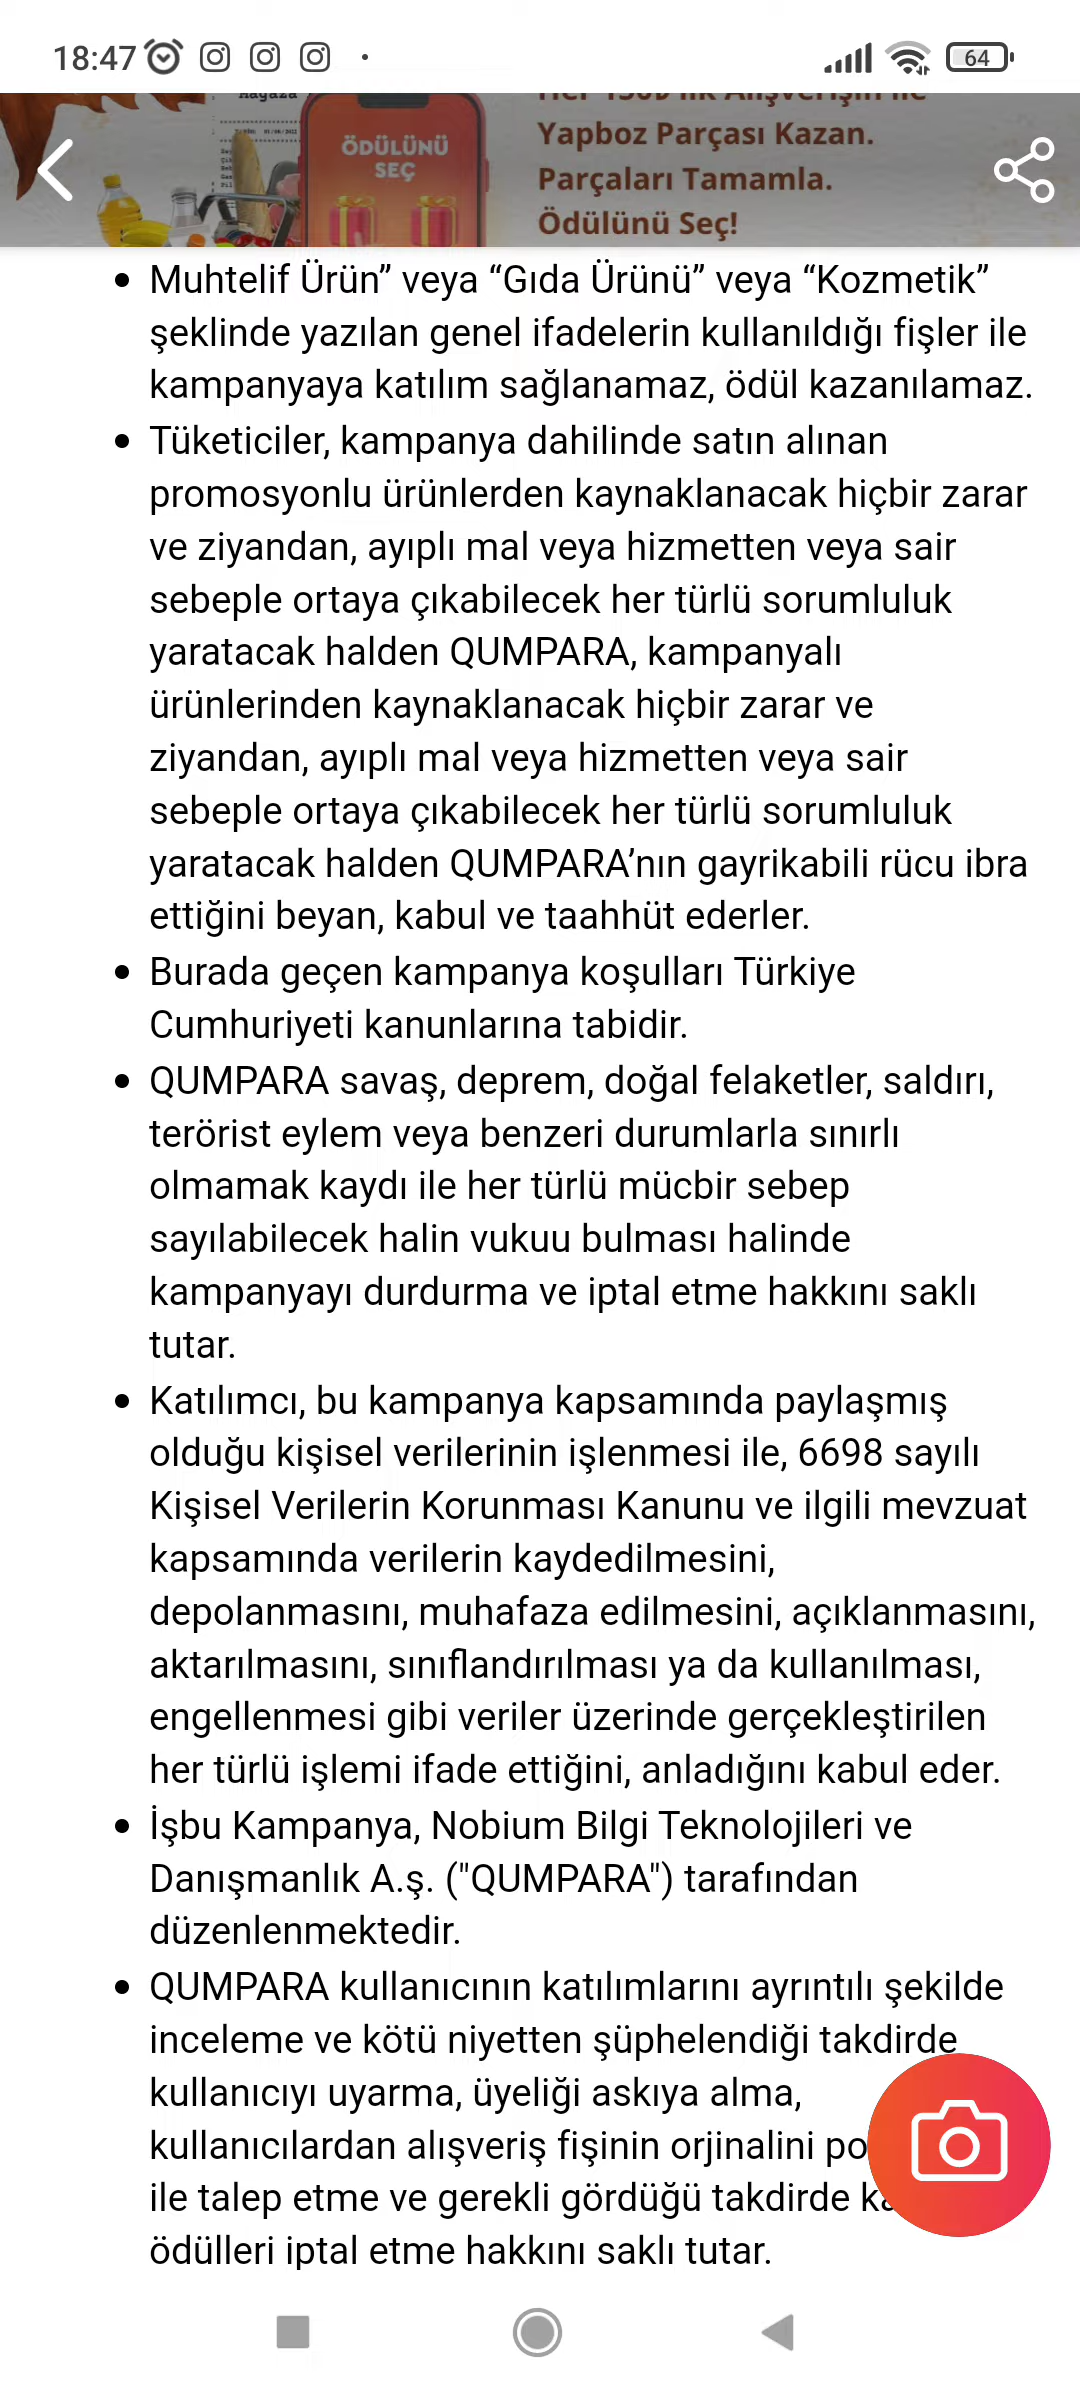 18:47
64
Mağaza
ÖDÜLÜNÜ
SEÇ
Her 150₺'lik Alışverişin ile
Yapboz Parçası Kazan.
Parçaları Tamamla.
Ödülünü Seç!
Muhtelif Ürün” veya “Gıda Ürünü” veya “Kozmetik”
şeklinde yazılan genel ifadelerin kullanıldığı fişler ile
kampanyaya katılım sağlanamaz, ödül kazanılamaz.
Tüketiciler, kampanya dahilinde satın alınan
promosyonlu ürünlerden kaynaklanacak hiçbir zarar
ve ziyandan, ayıplı mal veya hizmetten veya sair
sebeple ortaya çıkabilecek her türlü sorumluluk
yaratacak halden QUMPARA, kampanyalı
ürünlerinden kaynaklanacak hiçbir zarar ve
ziyandan, ayıplı mal veya hizmetten veya sair
sebeple ortaya çıkabilecek her türlü sorumluluk
yaratacak halden QUMPARA’nın gayrikabili rücu ibra
ettiğini beyan, kabul ve taahhüt ederler.
Burada geçen kampanya koşulları Türkiye
Cumhuriyeti kanunlarına tabidir.
QUMPARA savaş, deprem, doğal felaketler, saldırı,
terörist eylem veya benzeri durumlarla sınırlı
olmamak kaydı ile her türlü mücbir sebep
sayılabilecek halin vukuu bulması halinde
kampanyayı durdurma ve iptal etme hakkını saklı
tutar.
Katılımcı, bu kampanya kapsamında paylaşmış
olduğu kişisel verilerinin işlenmesi ile, 6698 sayılı
Kişisel Verilerin Korunması Kanunu ve ilgili mevzuat
kapsamında verilerin kaydedilmesini,
depolanmasını, muhafaza edilmesini, açıklanmasını,
aktarılmasını, sınıflandırılması ya da kullanılması,
engellenmesi gibi veriler üzerinde gerçekleştirilen
her türlü işlemi ifade ettiğini, anladığını kabul eder.
İşbu Kampanya, Nobium Bilgi Teknolojileri ve
Danışmanlık A.ş. ("QUMPARA") tarafından
düzenlenmektedir.
QUMPARA kullanıcının katılımlarını ayrıntılı şekilde
inceleme ve kötü niyetten şüphelendiği takdirde
kullanıcıyı uyarma, üyeliği askıya alma,
kullanıcılardan alışveriş fişinin orjinalini po
ile talep etme ve gerekli gördüğü takdirde ka
ödülleri iptal etme hakkını saklı tutar.